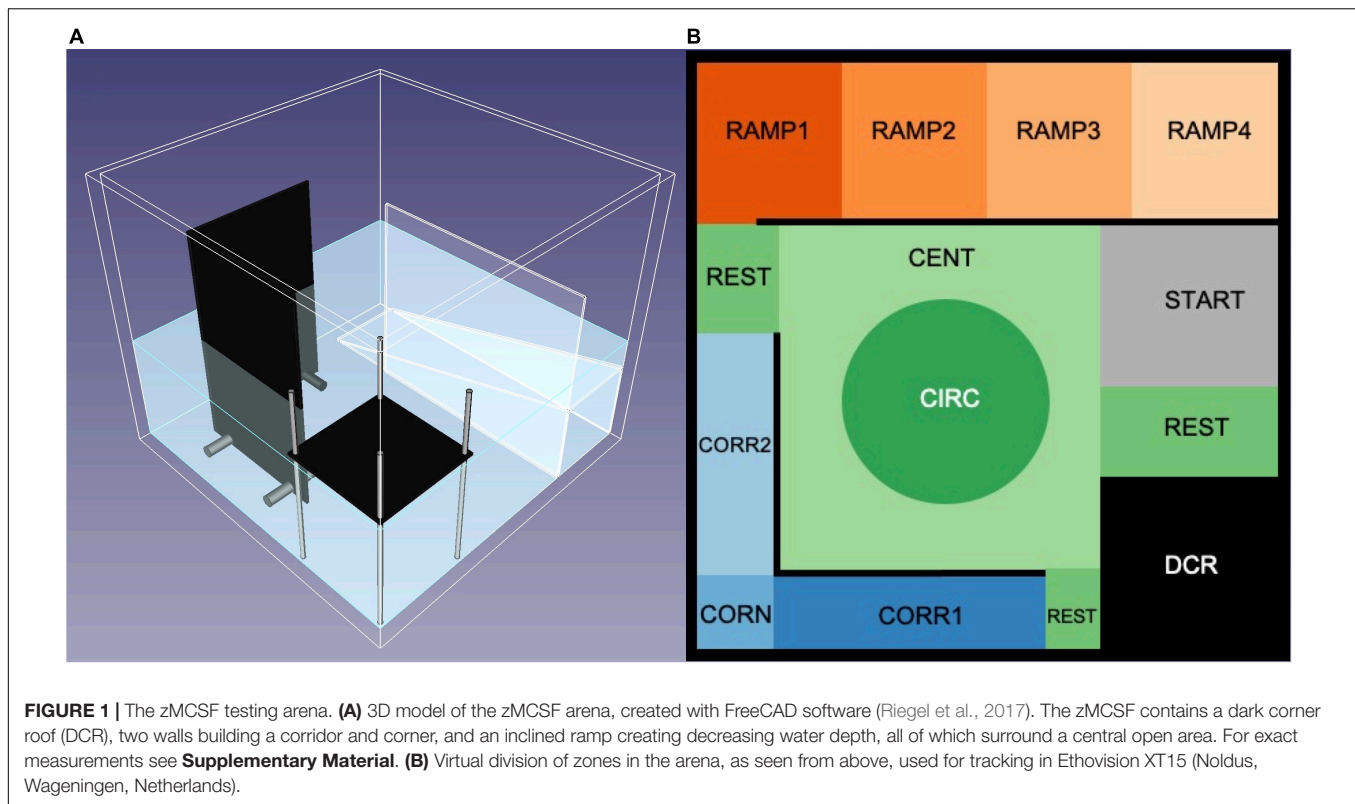 A
B
RAMP1 RAMP2 RAMP3 RAMP4
REST CENT START
CIRC
REST
CORR2
DCR
CORN CORR1 REST
FIGURE 1 | The zMCSF testing arena. (A) 3D model of the zMCSF arena, created with FreeCAD software (Riegel et al., 2017). The zMCSF contains a dark corner
roof (DCR), two walls building a corridor and corner, and an inclined ramp creating decreasing water depth, all of which surround a central open area. For exact
measurements see Supplementary Material. (B) Virtual division of zones in the arena, as seen from above, used for tracking in Ethovision XT15 (Noldus,
Wageningen, Netherlands).